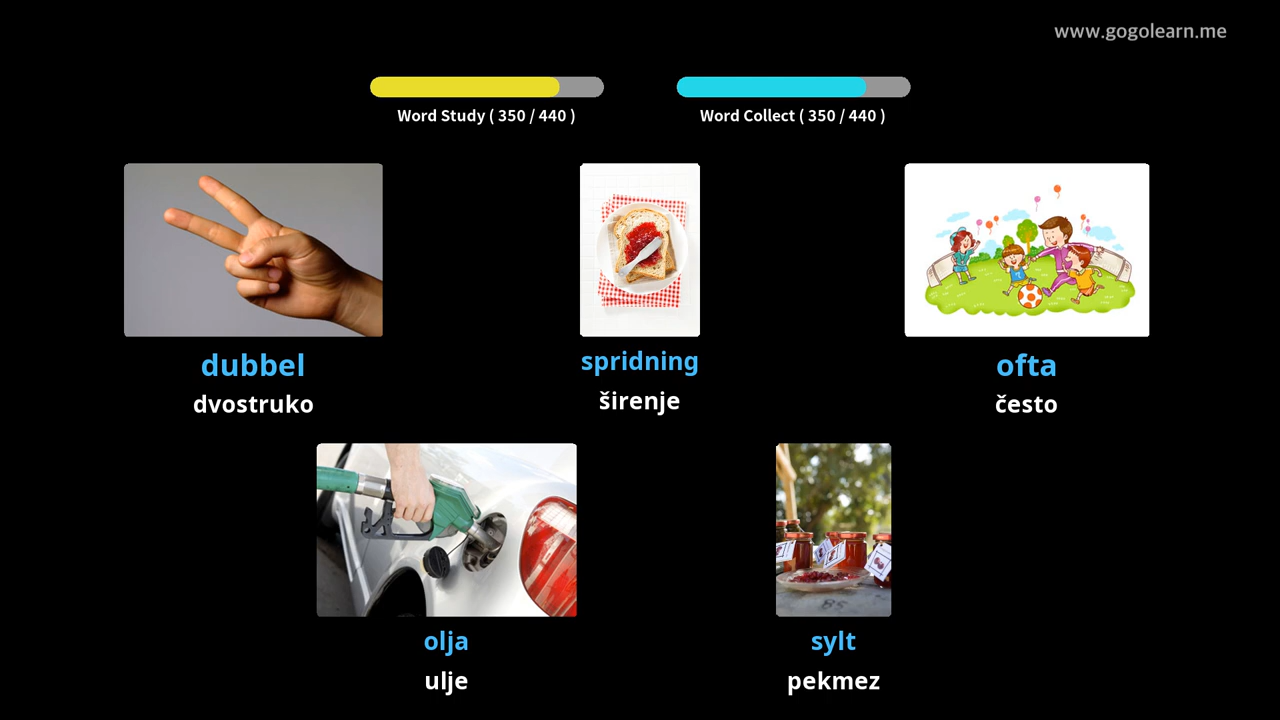 www.gogolearn.me
Word Study ( 350 / 440 )
Word Collect ( 350 / 440 )
dubbel
dvostruko
spridning
širenje
ofta
često
olja
ulje
sylt
pekmez